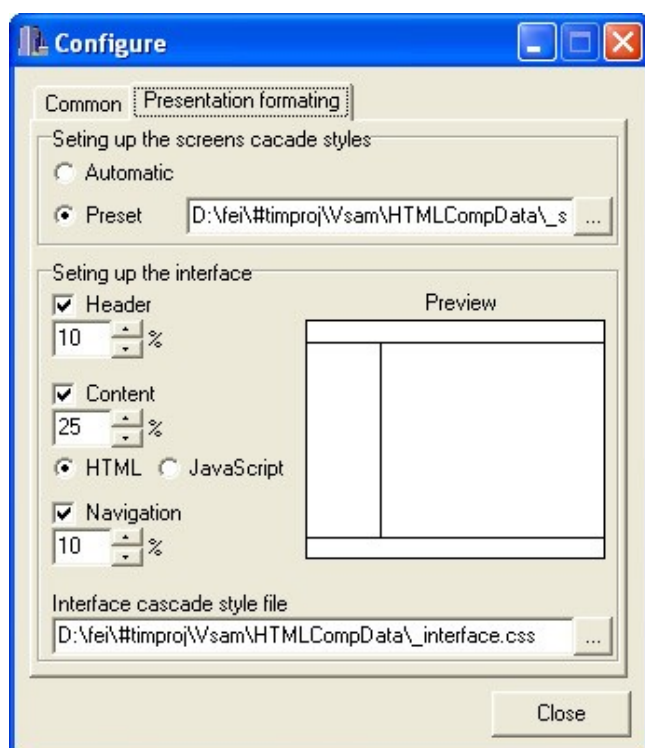 Configure
Common Presentation formating
Seting up the screens cacade styles
Automatic
Preset D:\fei\#timproj\Vsam\HTMLCompData\_s ...
Seting up the interface
Header
Preview
10 %
Content
25 %
HTML JavaScript
Navigation
10 %
Interface cascade style file
D:\fei\#timproj\Vsam\HTMLCompData\_interface.css ...
Close